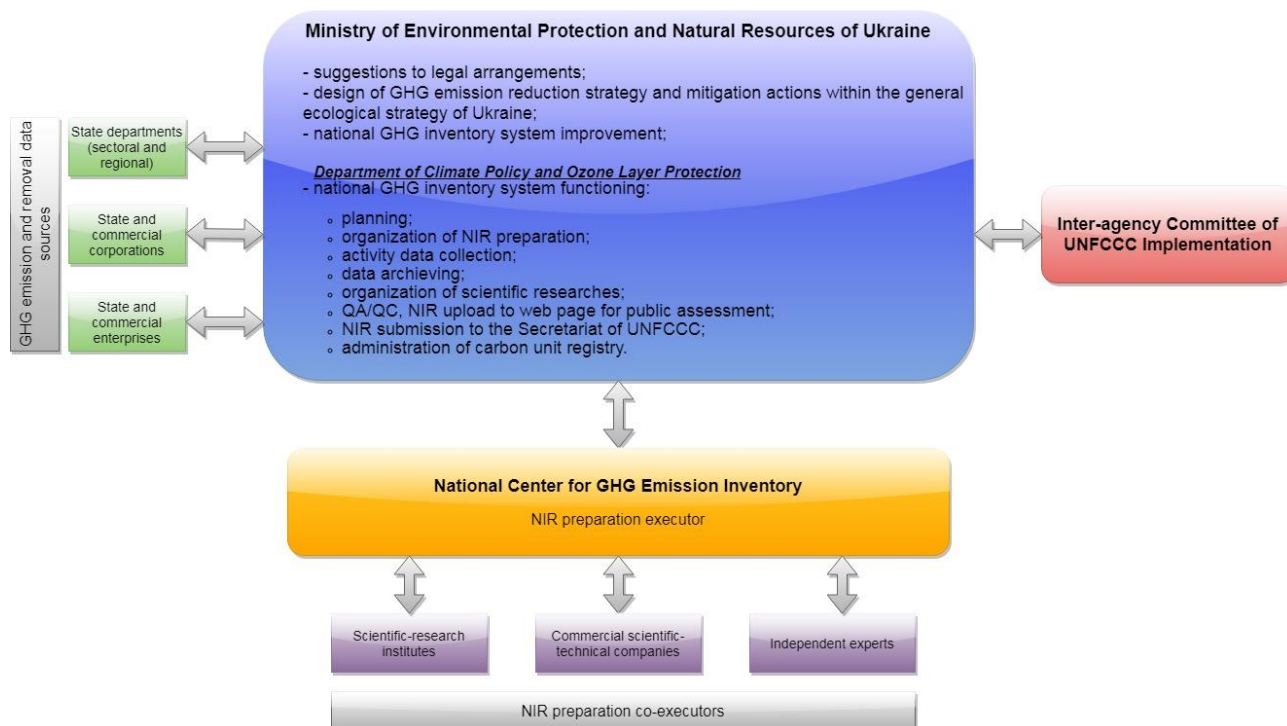 Ministry of Environmental Protection and Natural Resources of Ukraine
- suggestions to legal arrangements;
- design of GHG emission reduction strategy and mitigation actions within the general
ecological strategy of Ukraine;
- national GHG inventory system improvement;
Department of Climate Policy and Ozone Layer Protection
- national GHG inventory system functioning:
planning;
organization of NIR preparation;
activity data collection;
data archieving;
organization of scientific researches;
QA/QC, NIR upload to web page for public assessment;
NIR submission to the Secretariat of UNFCCC;
administration of carbon unit registry.
GHG emission and removal data
sources
State departments
(sectoral and
regional)
State and
commercial
corporations
State and
commercial
enterprises
Inter-agency Committee of
UNFCCC Implementation
National Center for GHG Emission Inventory
NIR preparation executor
Scientific-research
institutes
Commercial scientific-
technical companies
Independent experts
NIR preparation co-executors